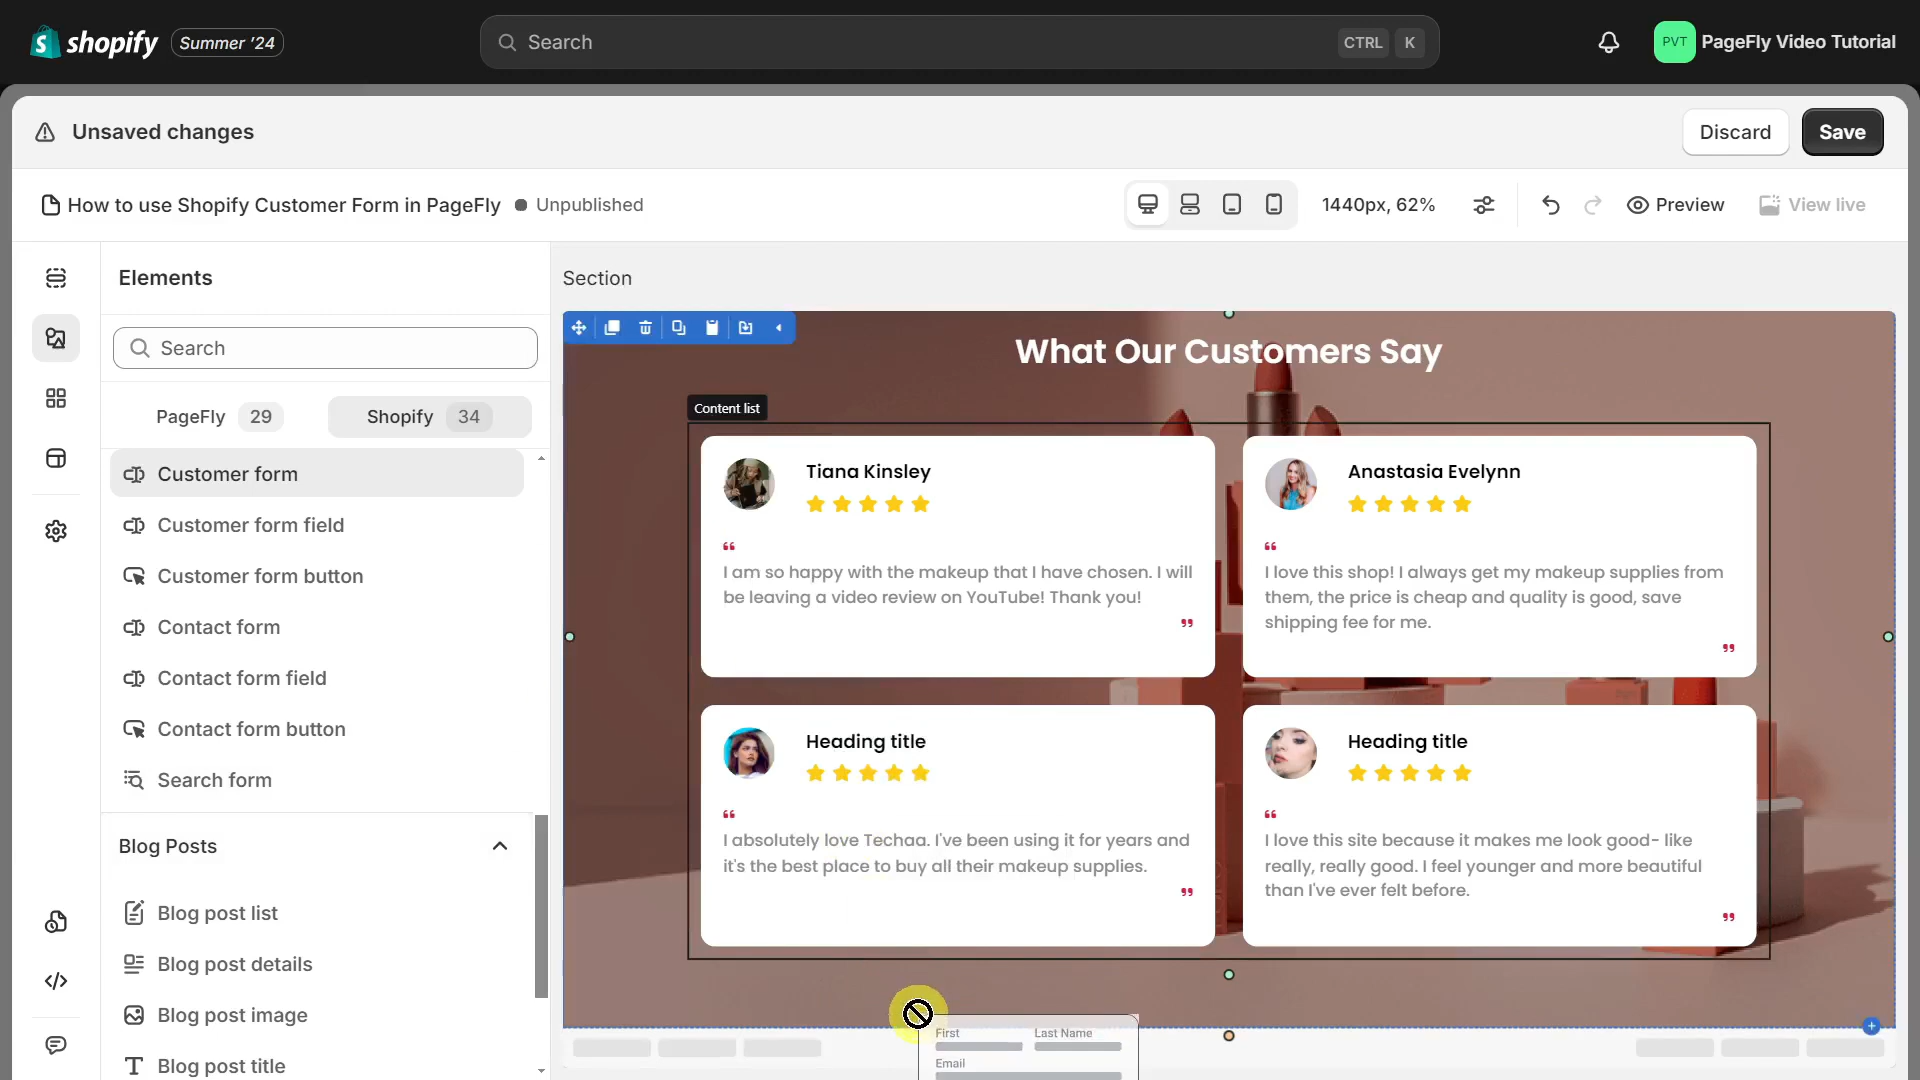 shopify
Summer '24
Search
CTRL
K
PVT
PageFly Video Tutorial
Unsaved changes
Discard
Save
How to use Shopify Customer Form in PageFly
Unpublished
1440px, 62%
Preview
View live
Elements
Search
PageFly 29
Shopify 34
Customer form
Customer form field
Customer form button
Contact form
Contact form field
Contact form button
Search form
Blog Posts
Blog post list
Blog post details
Blog post image
Blog post title
Section
What Our Customers Say
Content list
Tiana Kinsley
“
I am so happy with the makeup that I have chosen. I will
be leaving a video review on YouTube! Thank you!
”
Anastasia Evelynn
“
I love this shop! I always get my makeup supplies from
them, the price is cheap and quality is good, save
shipping fee for me.
”
Heading title
“
I absolutely love Techaa. I've been using it for years and
it's the best place to buy all their makeup supplies.
”
Heading title
“
I love this site because it makes me look good- like
really, really good. I feel younger and more beautiful
than I've ever felt before.
”
First
Last Name
Email